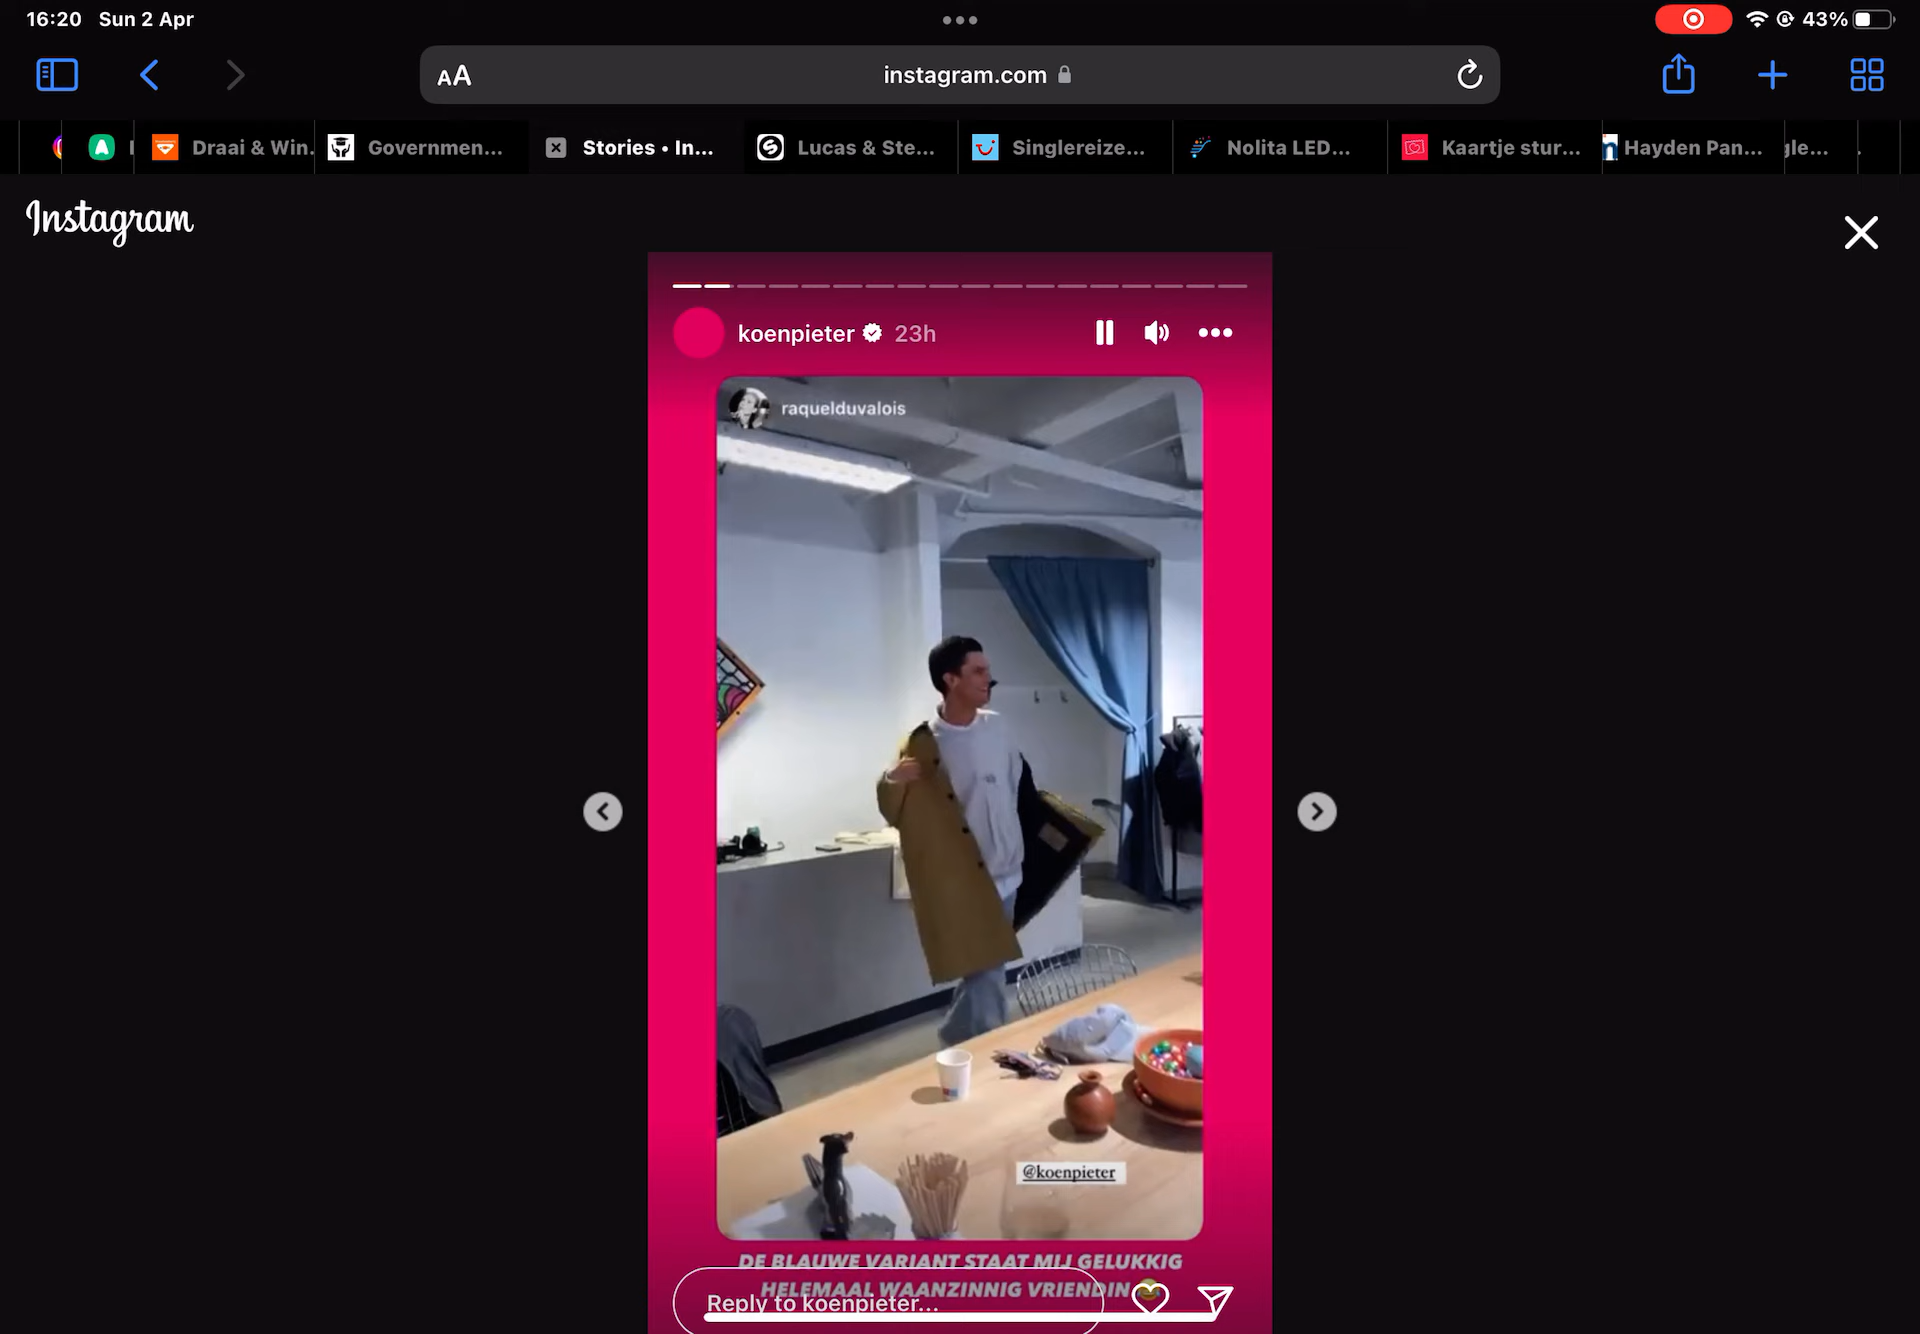 16:20 Sun 2 Apr
43%
AA
instagram.com
Draai & Win.
Governmen...
Stories • In...
Lucas & Ste...
Singlereize...
Nolita LED...
Kaartje stur...
Hayden Pan...
gle...
Instagram
koenpieter 23h
raquelduvalois
@koenpieter
DE BLAUWE VARIANT STAAT MIJ GELUKKIG
HELEMAAL WAANZINNIG VRIENDIN
Reply to koenpieter...